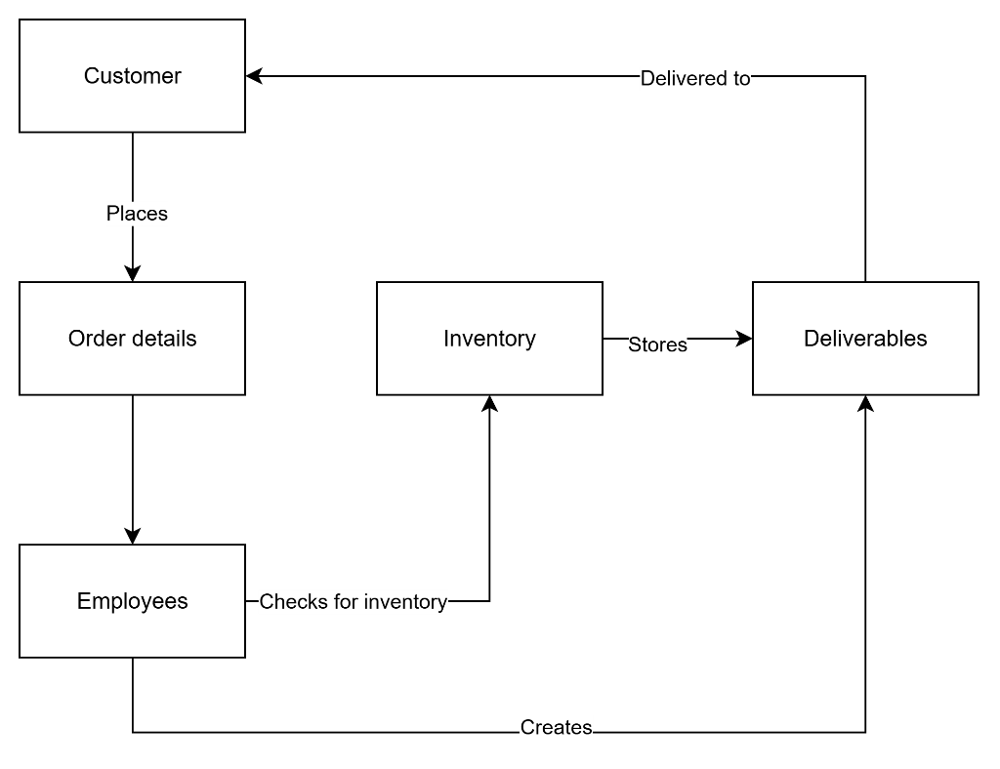 Customer
Delivered to
Places
Order details
Inventory
Stores
Deliverables
Employees
Checks for inventory
Creates